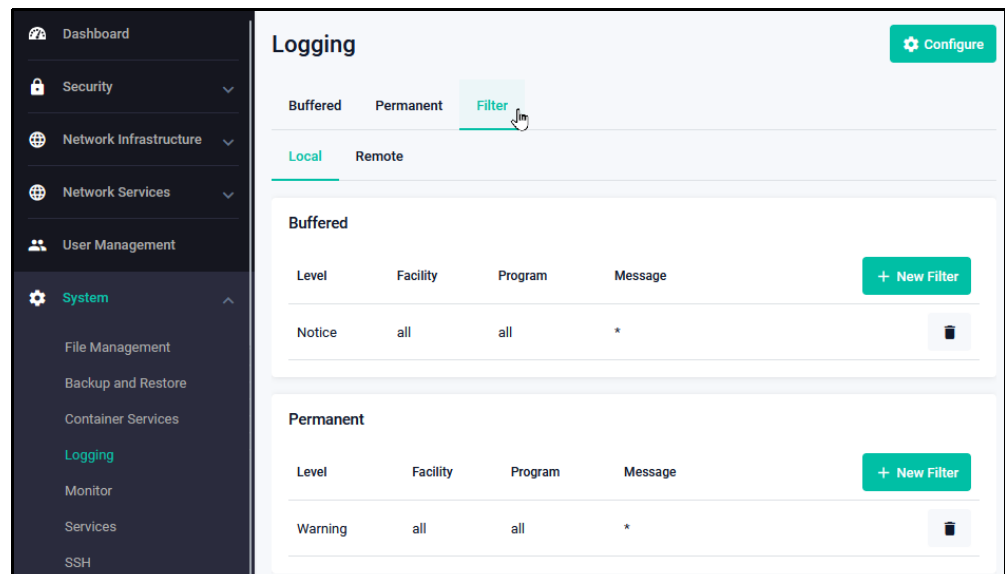 Dashboard
Security
Network Infrastructure
Network Services
User Management
System
File Management
Backup and Restore
Container Services
Logging
Monitor
Services
SSH
Logging
Configure
Buffered Permanent Filter
Local Remote
Buffered
Level Facility Program Message + New Filter
Notice all all *
Permanent
Level Facility Program Message + New Filter
Warning all all *